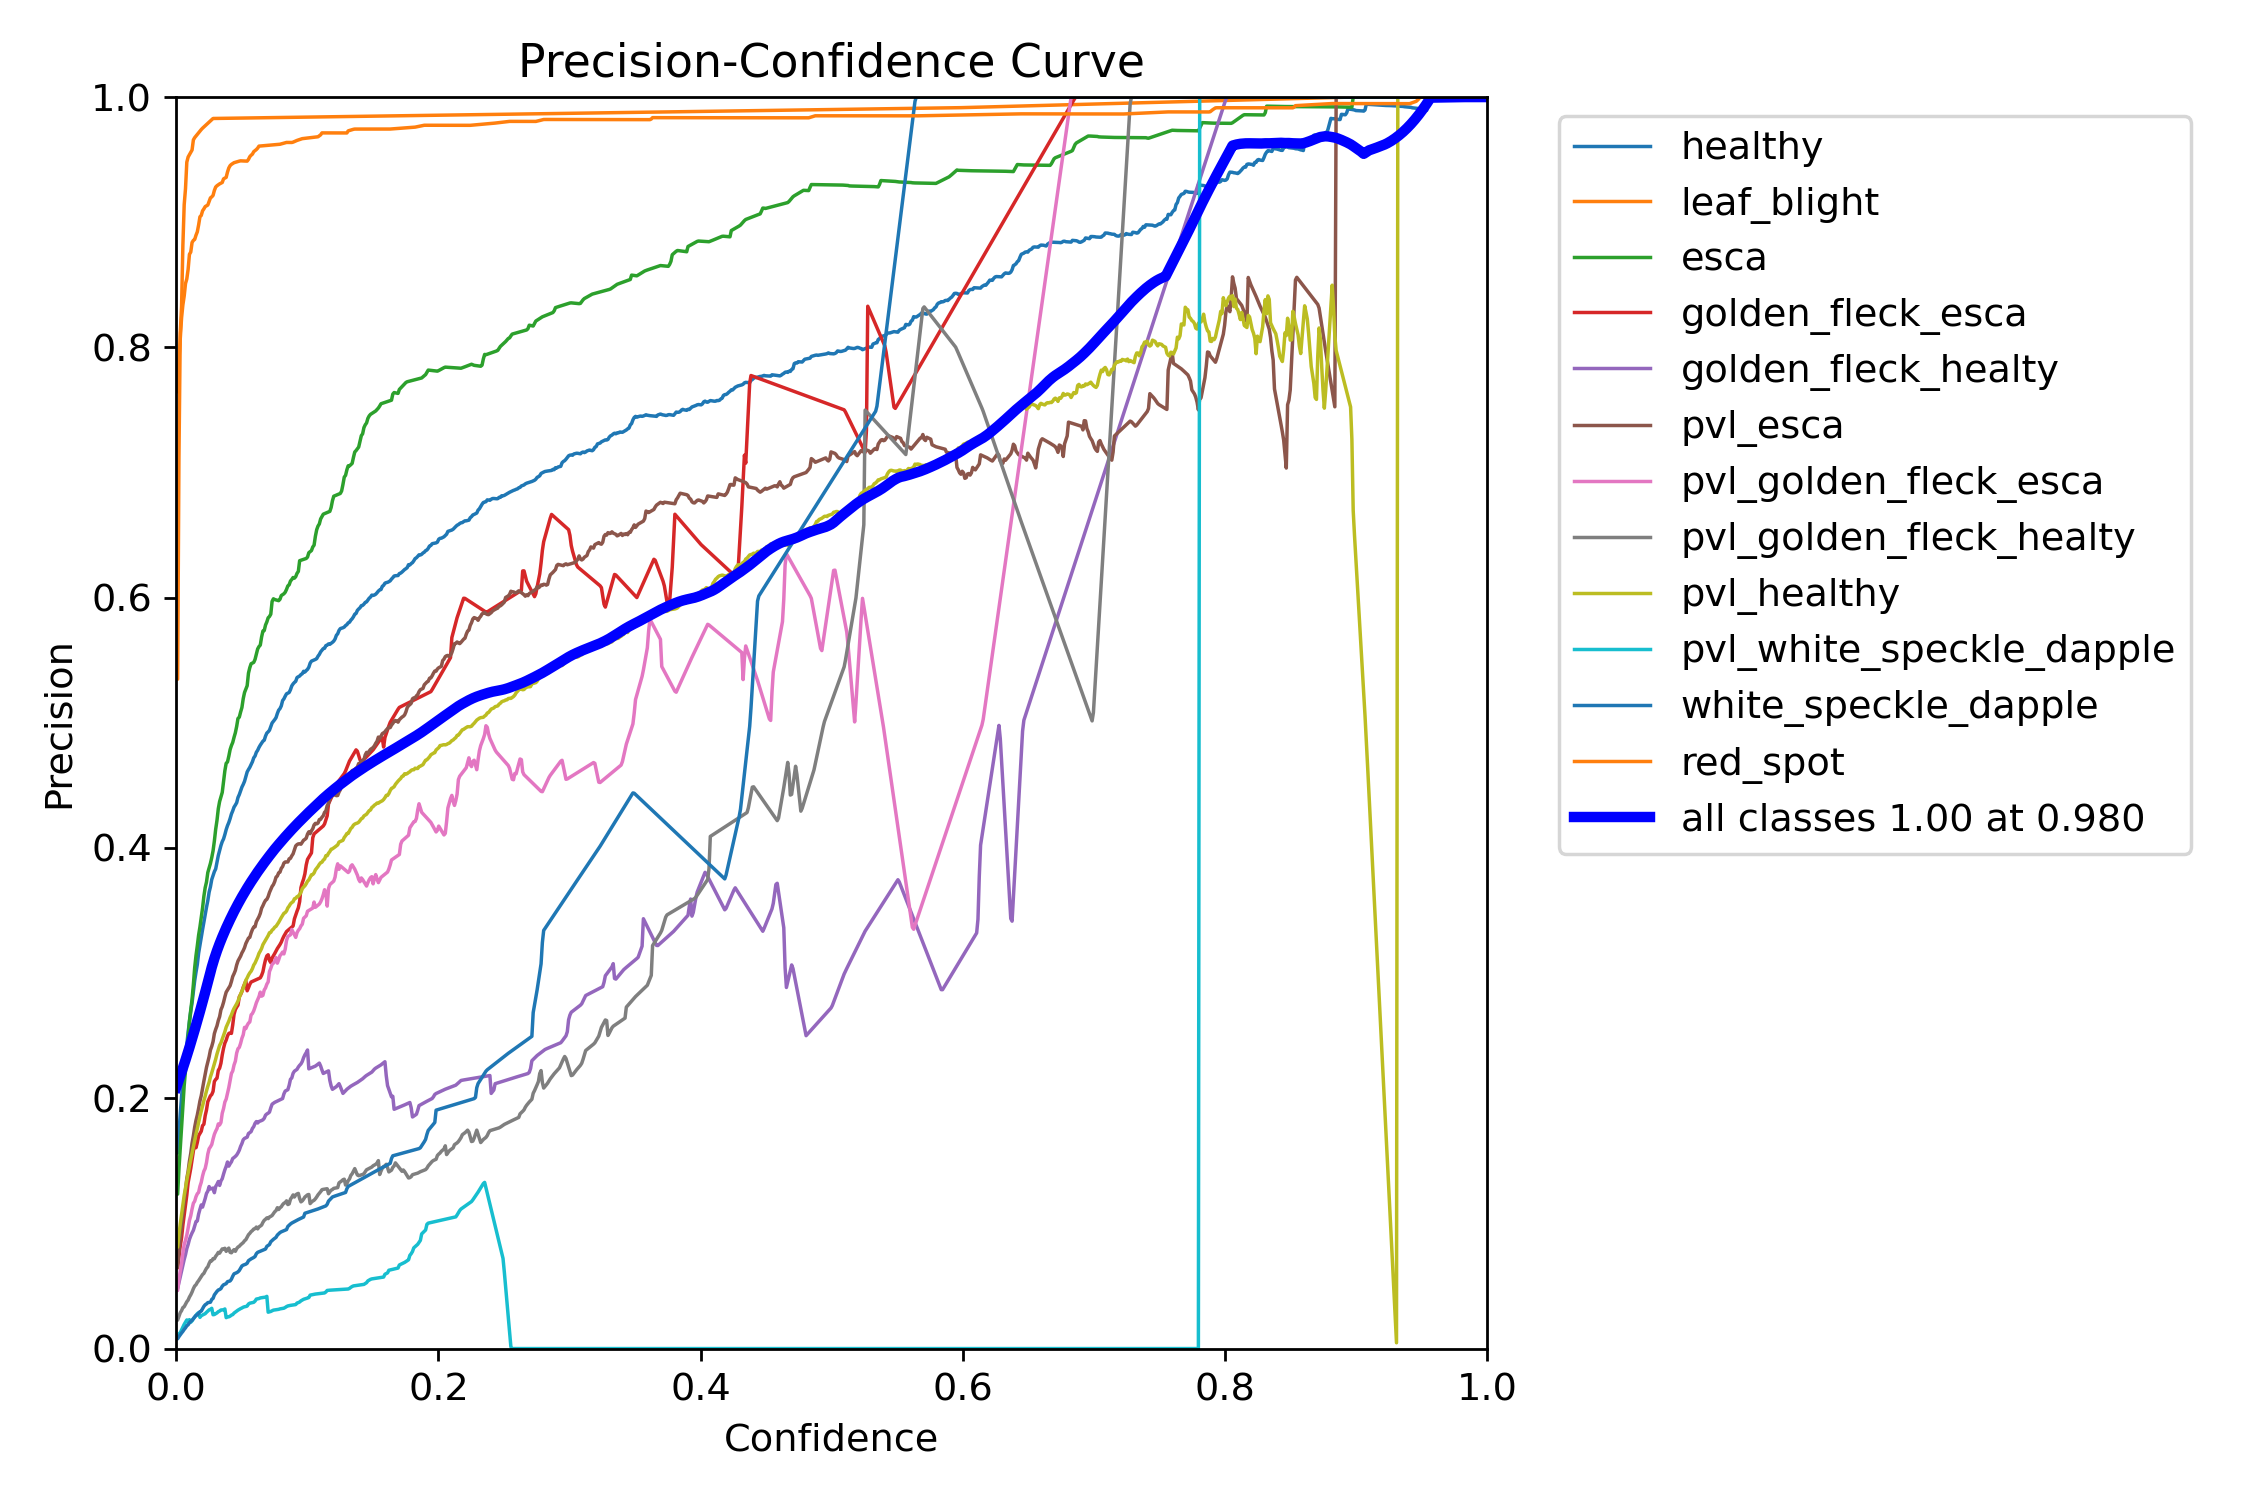 Precision-Confidence Curve
1.0
0.8
0.6
0.4
0.2
0.0
Precision
0.0 0.2 0.4 0.6 0.8 1.0
Confidence
healthy
leaf_blight
esca
golden_fleck_esca
golden_fleck_healty
pvl_esca
pvl_golden_fleck_esca
pvl_golden_fleck_healty
pvl_healthy
pvl_white_speckle_dapple
white_speckle_dapple
red_spot
all classes 1.00 at 0.980